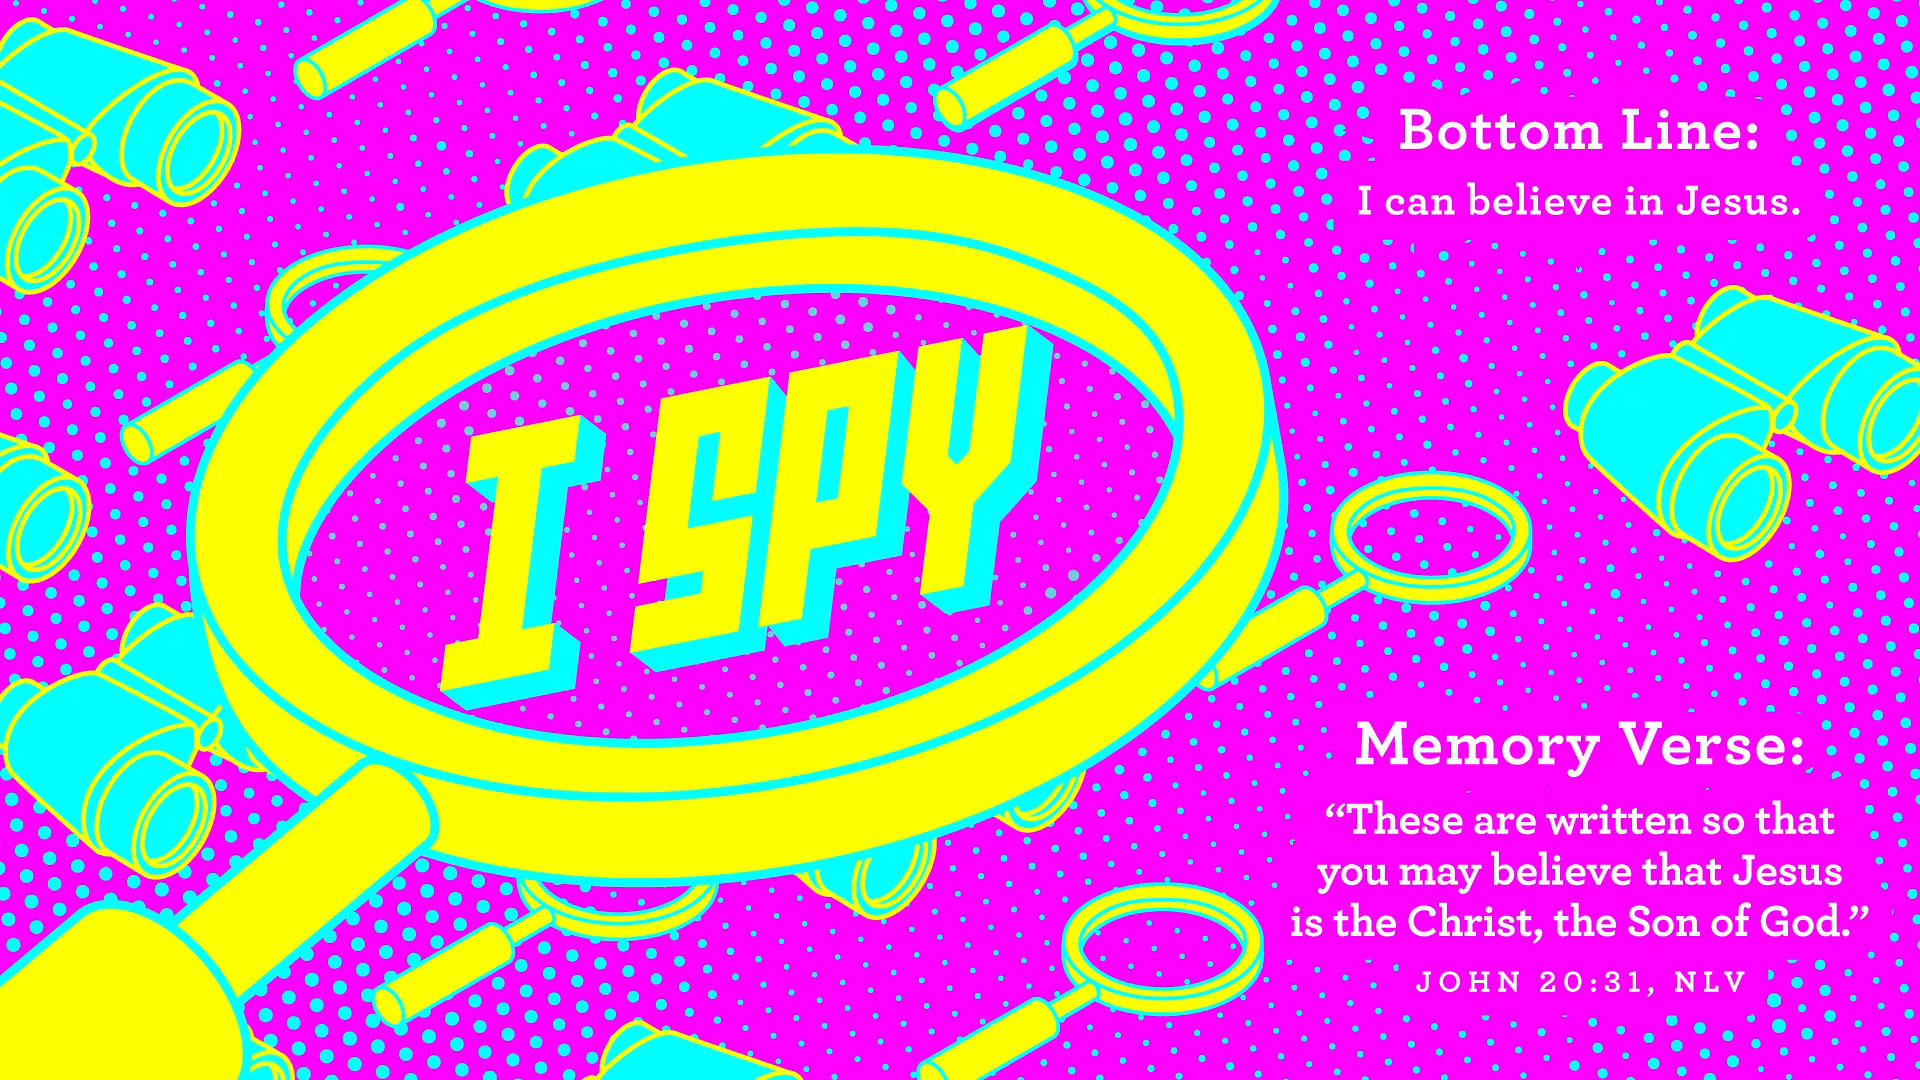 I SPY
Bottom Line:
I can believe in Jesus.
Memory Verse:
“These are written so that
you may believe that Jesus
is the Christ, the Son of God.”
JOHN 20:31, NLV